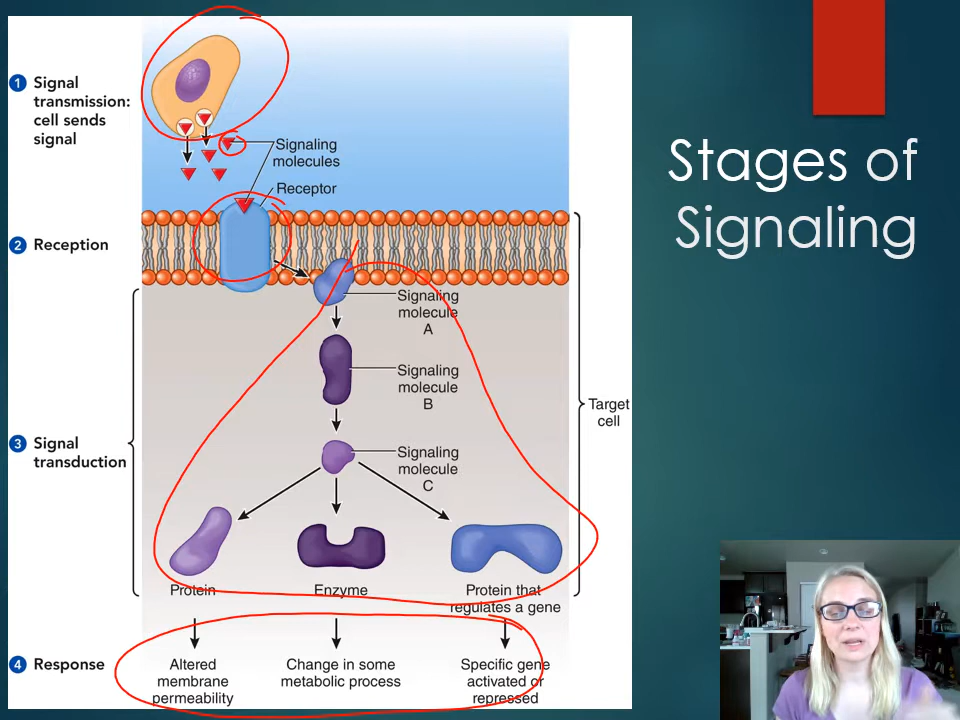 Stages of
Signaling
1 Signal
transmission:
cell sends
signal
Signaling
molecules
Receptor
2 Reception
Signaling
molecule
A
Signaling
molecule
B
Target
cell
3 Signal
transduction
Signaling
molecule
C
Protein
Enzyme
Protein that
regulates a gene
4 Response
Altered
membrane
permeability
Change in some
metabolic process
Specific gene
activated or
repressed